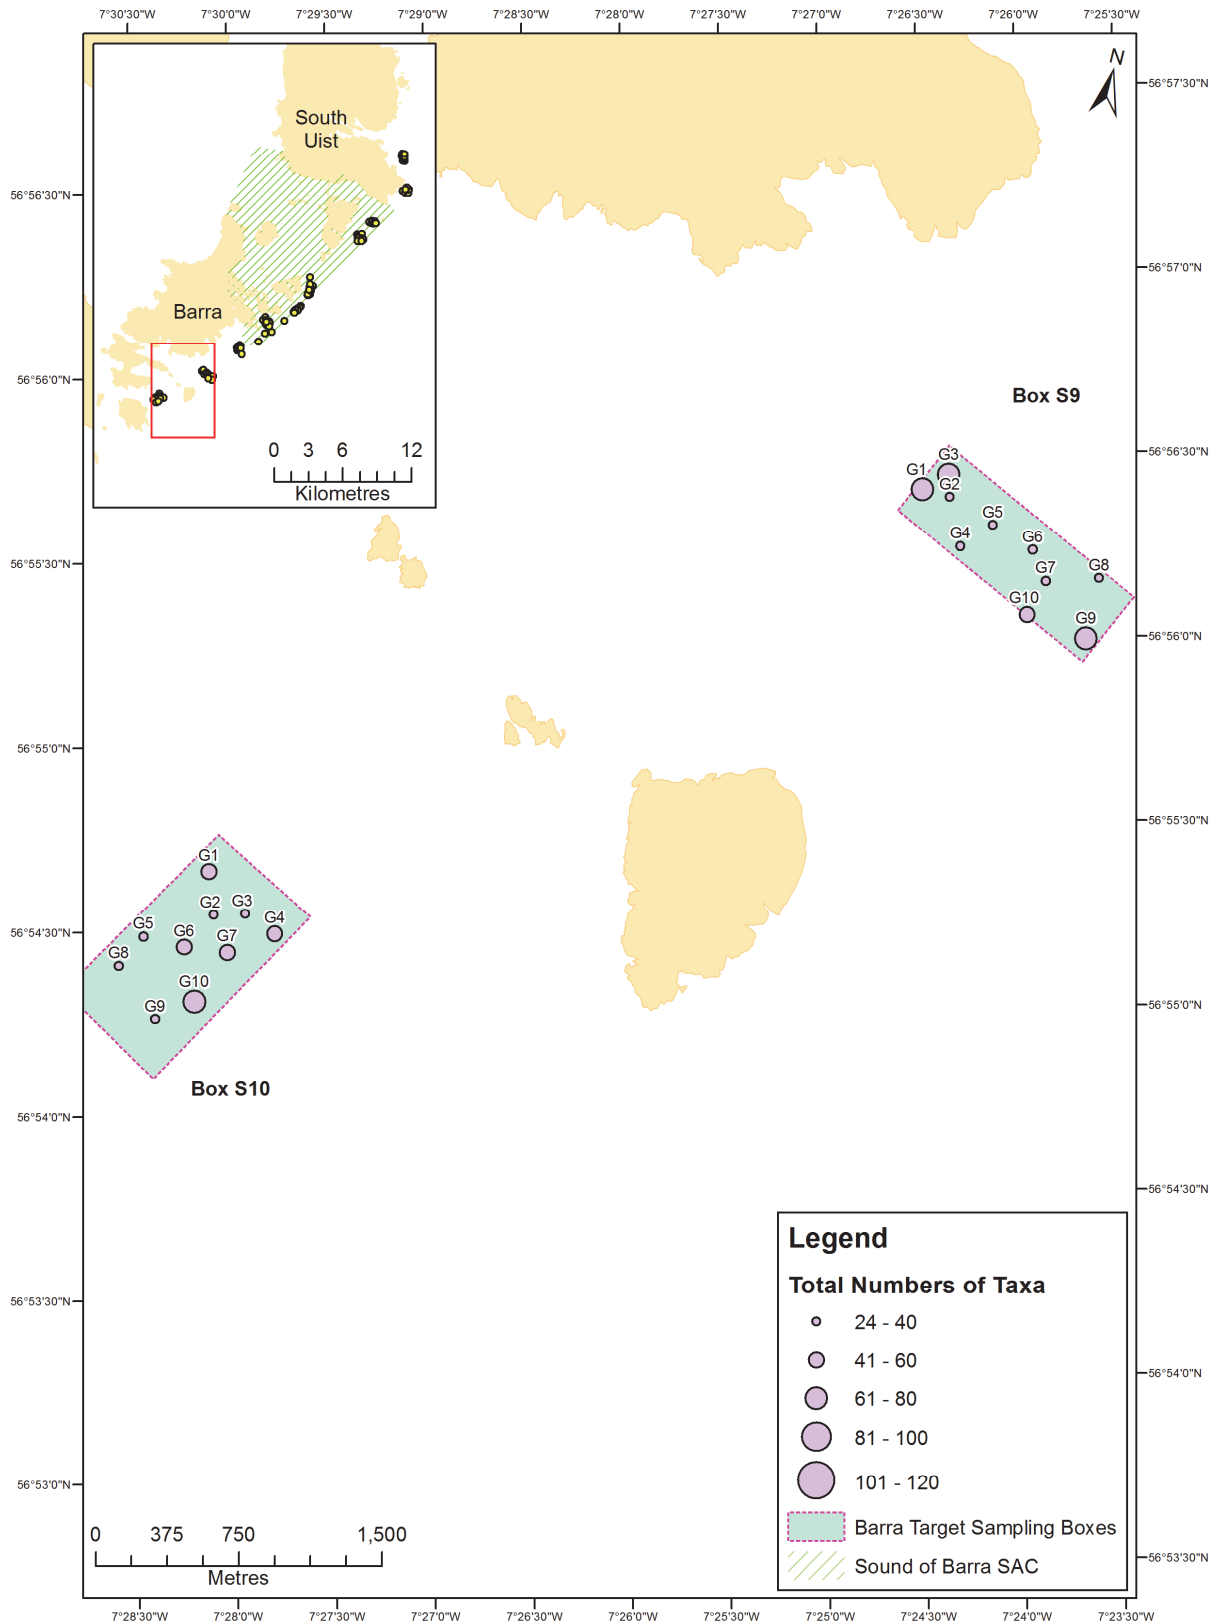 7°30'30"W 7°30'0"W 7°29'30"W 7°29'0"W 7°28'30"W 7°28'0"W 7°27'30"W 7°27'0"W 7°26'30"W 7°26'0"W 7°25'30"W
N
South
Uist
Barra
0 3 6 12
Kilometres
56°56'30"N
56°56'0"N
56°55'30"N
56°55'0"N
56°54'30"N
56°54'0"N
56°53'30"N
56°53'0"N
56°57'30"N
56°57'0"N
56°56'30"N
56°56'0"N
56°55'30"N
56°55'0"N
56°54'30"N
56°54'0"N
56°53'30"N
Box S9
G3
G1
G2
G5
G4
G6
G7
G8
G10
G9
G1
G2
G3
G5
G6
G7
G4
G8
G10
G9
Box S10
Legend
Total Numbers of Taxa
24 - 40
41 - 60
61 - 80
81 - 100
101 - 120
Barra Target Sampling Boxes
Sound of Barra SAC
0 375 750 1,500
Metres
7°28'30"W 7°28'0"W 7°27'30"W 7°27'0"W 7°26'30"W 7°26'0"W 7°25'30"W 7°25'0"W 7°24'30"W 7°24'0"W 7°23'30"W